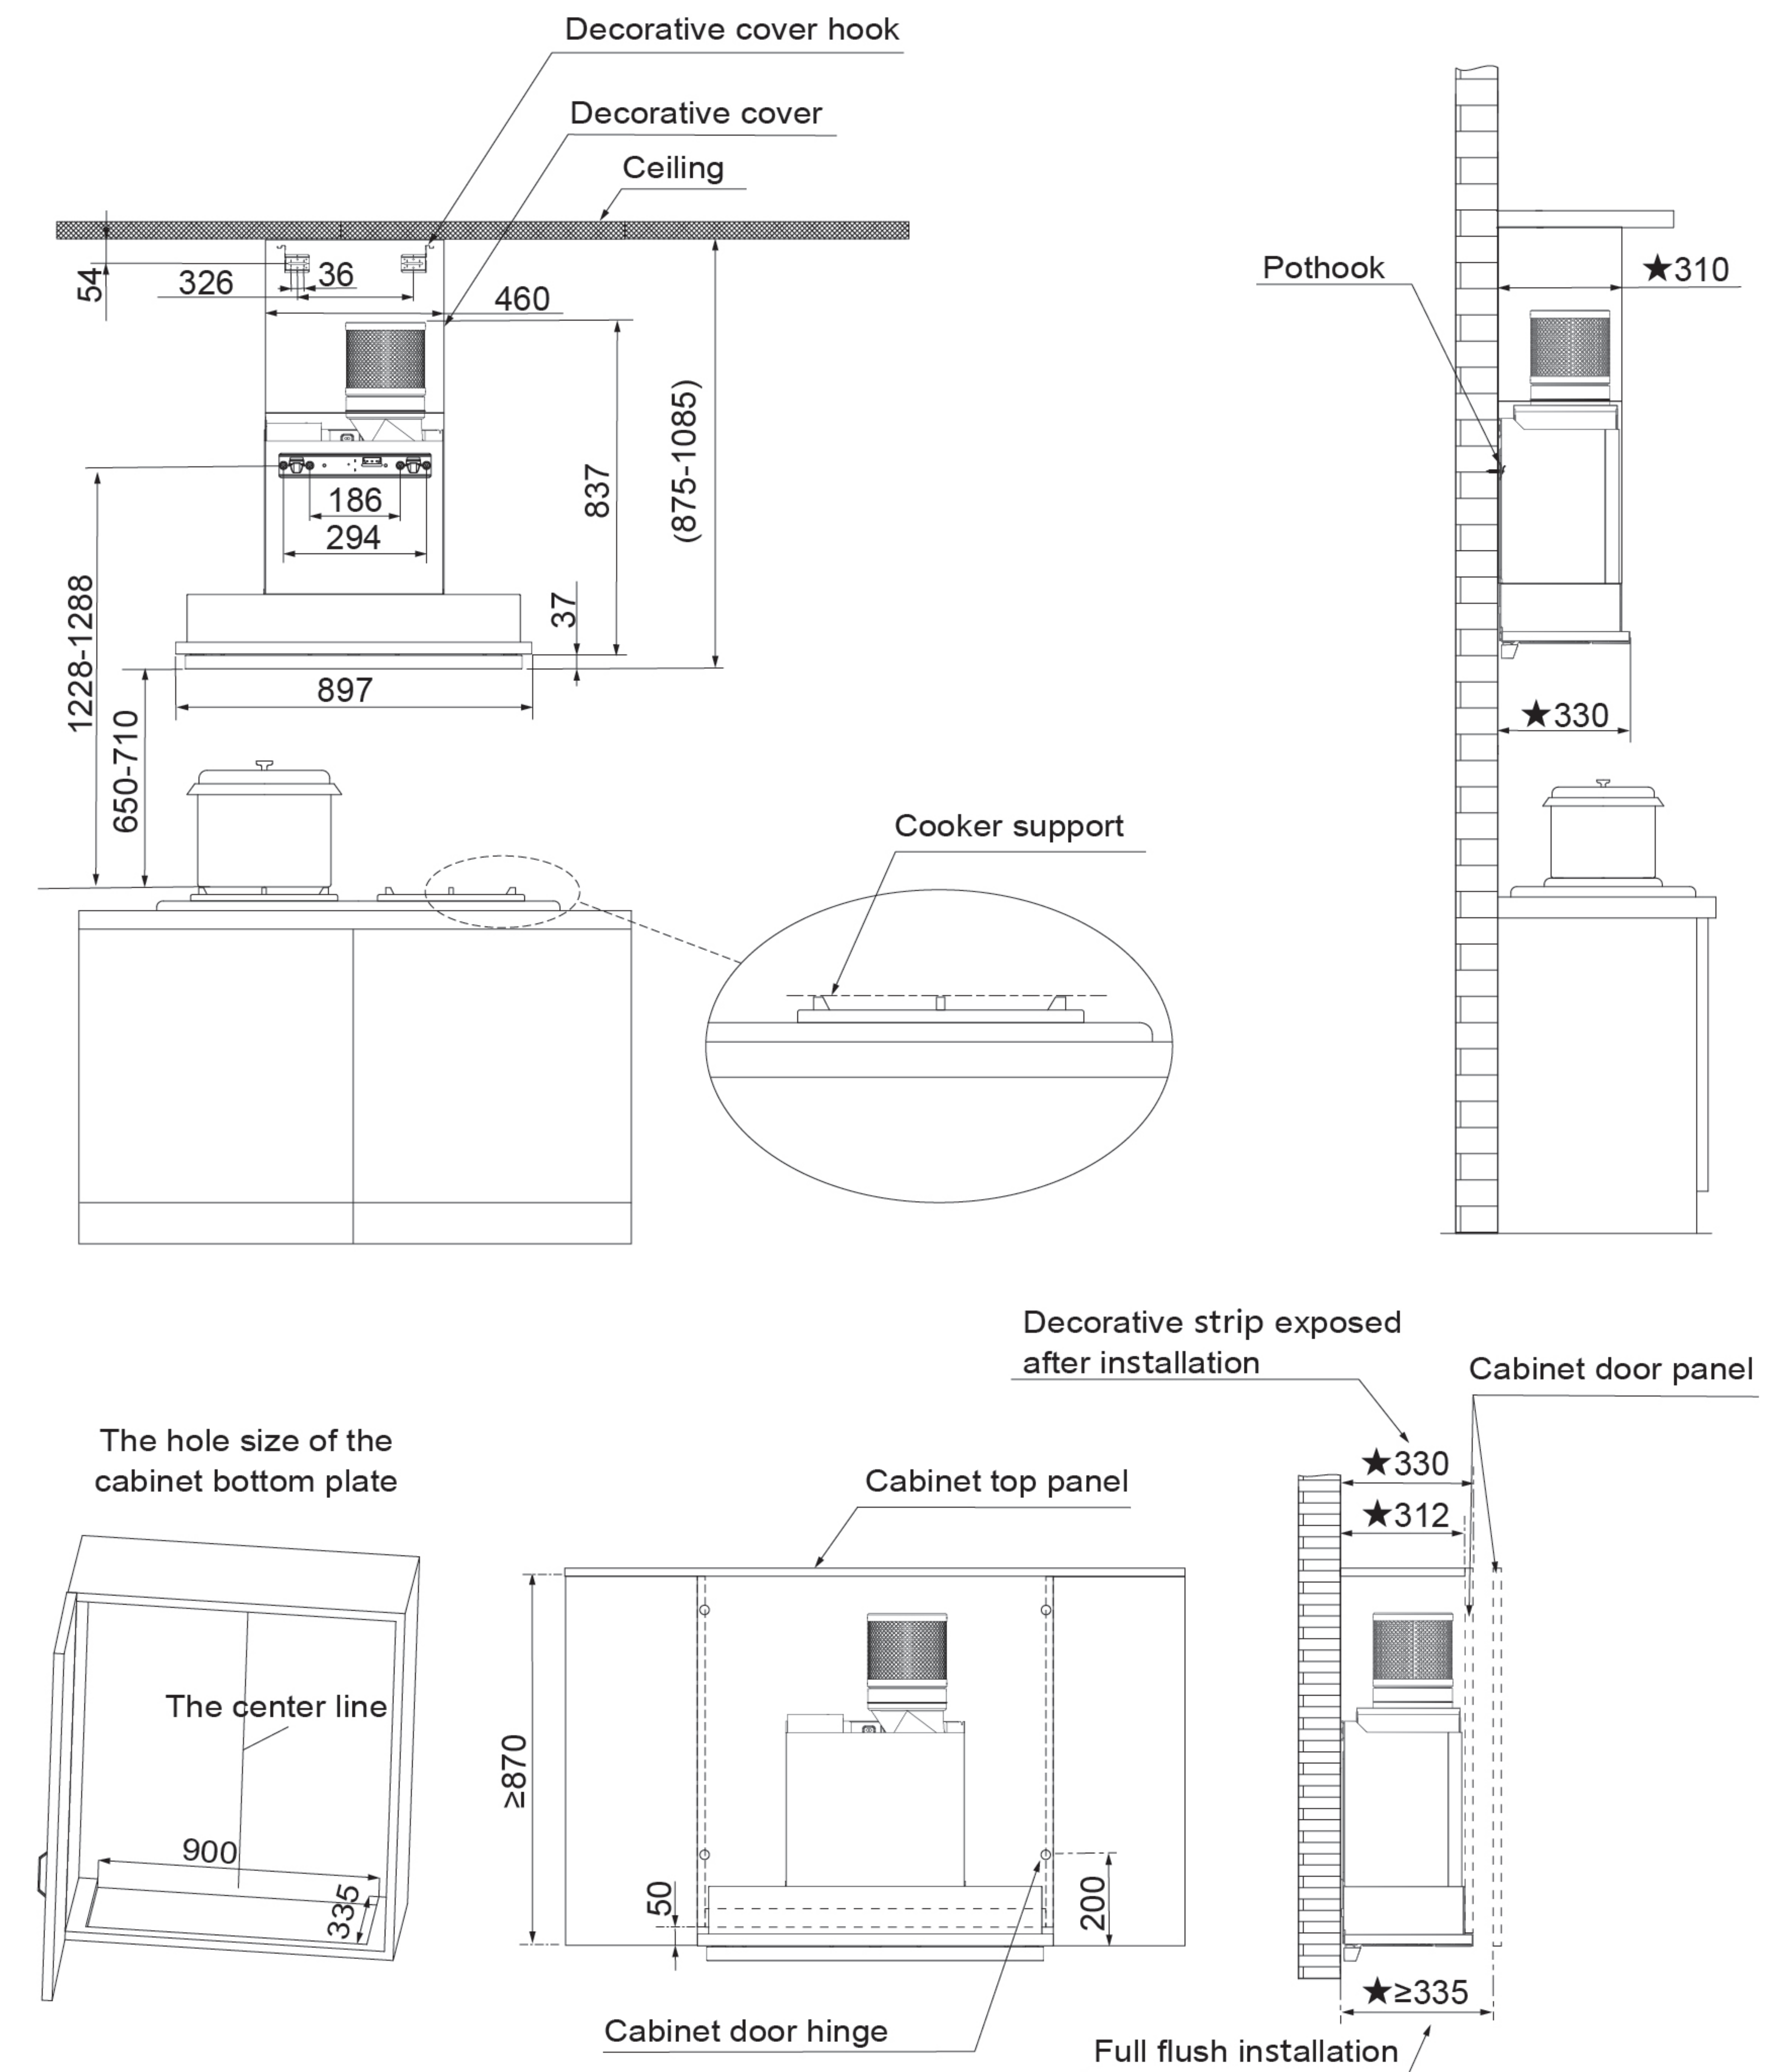 Decorative cover hook
Decorative cover
Ceiling
54
326
36
460
837
(875-1085)
186
294
37
1228-1288
650-710
897
Pothook
★310
★330
Cooker support
Decorative strip exposed
after installation
Cabinet door panel
★330
★312
The hole size of the
cabinet bottom plate
The center line
900
335
Cabinet top panel
≥870
50
200
Cabinet door hinge
★≥335
Full flush installation